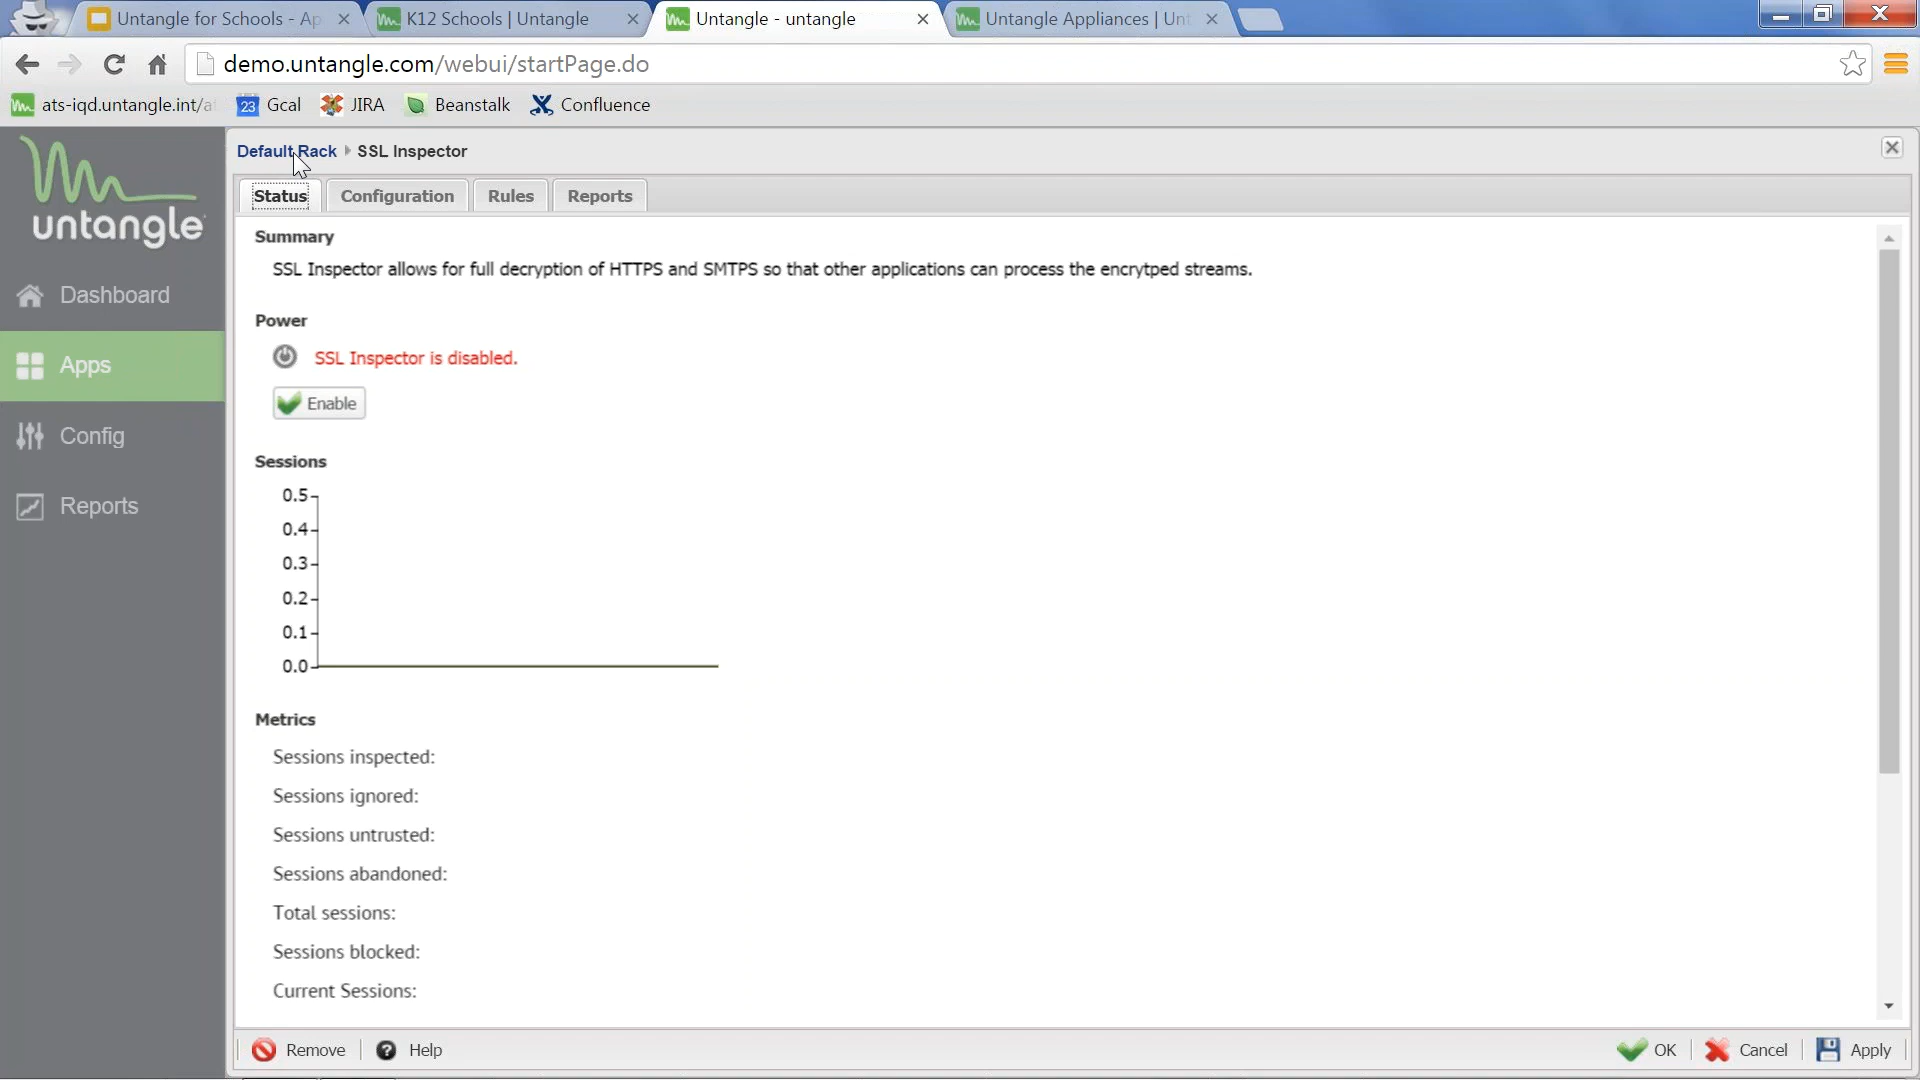 Untangle for Schools - Ap
K12 Schools | Untangle
Untangle - untangle
Untangle Appliances | Unt
demo.untangle.com/webui/startPage.do
ats-iqd.untangle.int/a
23 Gcal
JIRA
Beanstalk
Confluence
untangle
Dashboard
Apps
Config
Reports
Default Rack
SSL Inspector
Status
Configuration
Rules
Reports
Summary
SSL Inspector allows for full decryption of HTTPS and SMTPS so that other applications can process the encrytped streams.
Power
SSL Inspector is disabled.
Enable
Sessions
0.5
0.4
0.3
0.2
0.1
0.0
Metrics
Sessions inspected:
Sessions ignored:
Sessions untrusted:
Sessions abandoned:
Total sessions:
Sessions blocked:
Current Sessions:
Remove
Help
OK
Cancel
Apply